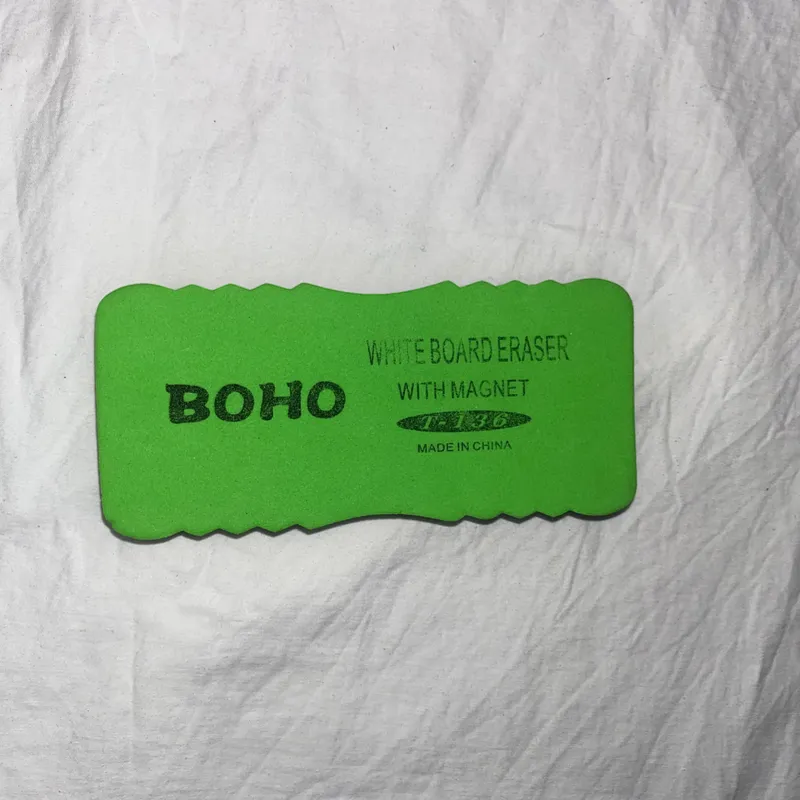 BOHO
WHITE BOARD ERASER
WITH MAGNET
T-136
MADE IN CHINA